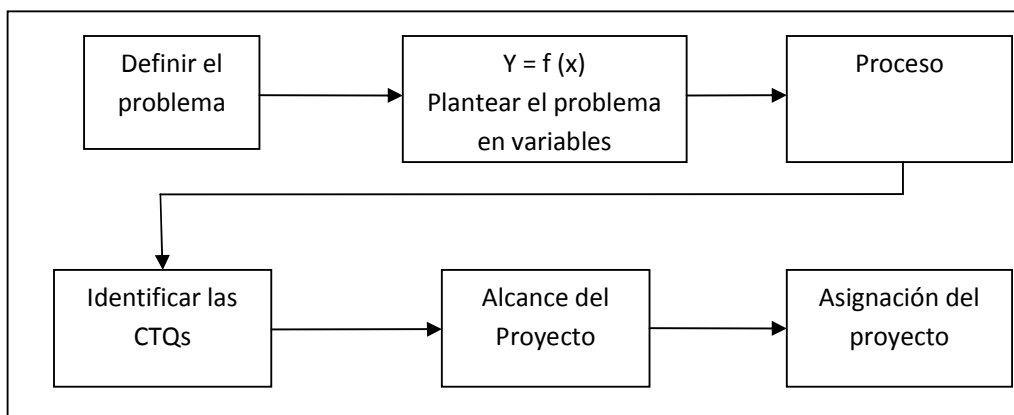 Definir el
problema
Y = f (x)
Plantear el problema
en variables
Proceso
Identificar las
CTQs
Alcance del
Proyecto
Asignación del
proyecto